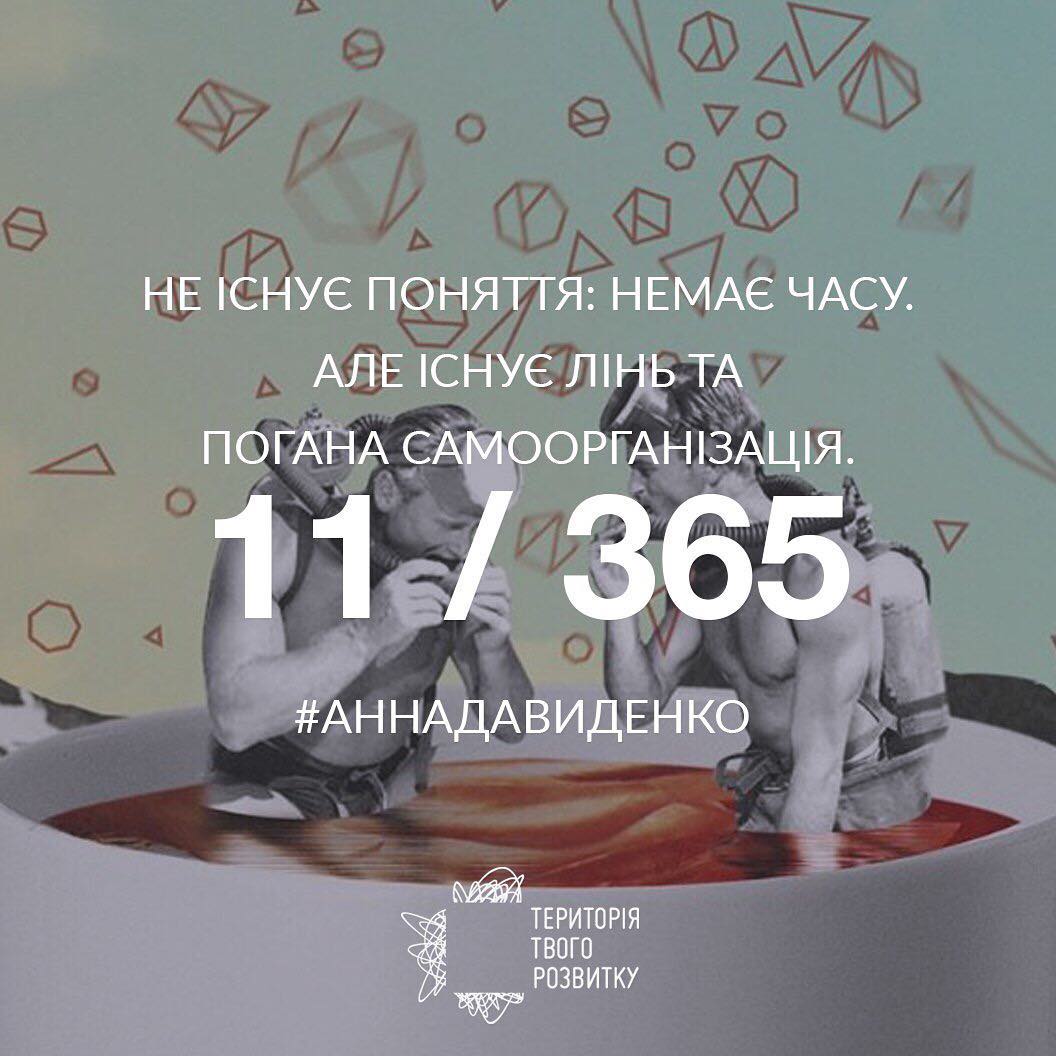 НЕ ІСНУЄ ПОНЯТТЯ: НЕМАЄ ЧАСУ.
АЛЕ ІСНУЄ ЛІНЬ ТА
ПОГАНА САМООРГАНІЗАЦІЯ.
11 / 365
#АННАДАВИДЕНКО
ТЕРИТОРІЯ
ТВОГО
РОЗВИТКУ